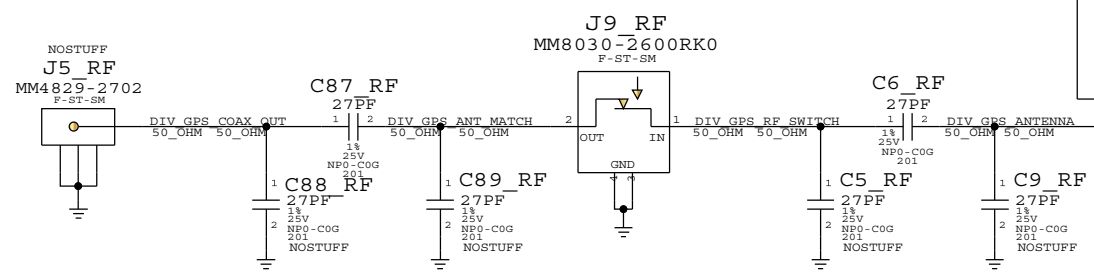 NOSTUFF
J5_RF
MM4829-2702
F-ST-SM
DIV_GPS_COAX_OUT
50_OHM 50_OHM
C87_RF
27PF
1 2
1%
25V
NP0-C0G
201
DIV_GPS_ANT_MATCH
50_OHM 50_OHM
J9_RF
MM8030-2600RK0
F-ST-SM
2 1
OUT IN
GND
4 3
DIV_GPS_RF_SWITCH
50_OHM 50_OHM
C6_RF
27PF
1 2
1%
25V
NP0-C0G
201
DIV_GPS_ANTENNA
50_OHM 50_OHM
1
C88_RF
27PF
1%
25V
2
NP0-C0G
201
NOSTUFF
1
C89_RF
27PF
1%
25V
2
NP0-C0G
201
NOSTUFF
1
C5_RF
27PF
1%
25V
2
NP0-C0G
201
NOSTUFF
1
C9_RF
27PF
1%
25V
2
NP0-C0G
201
NOSTUFF